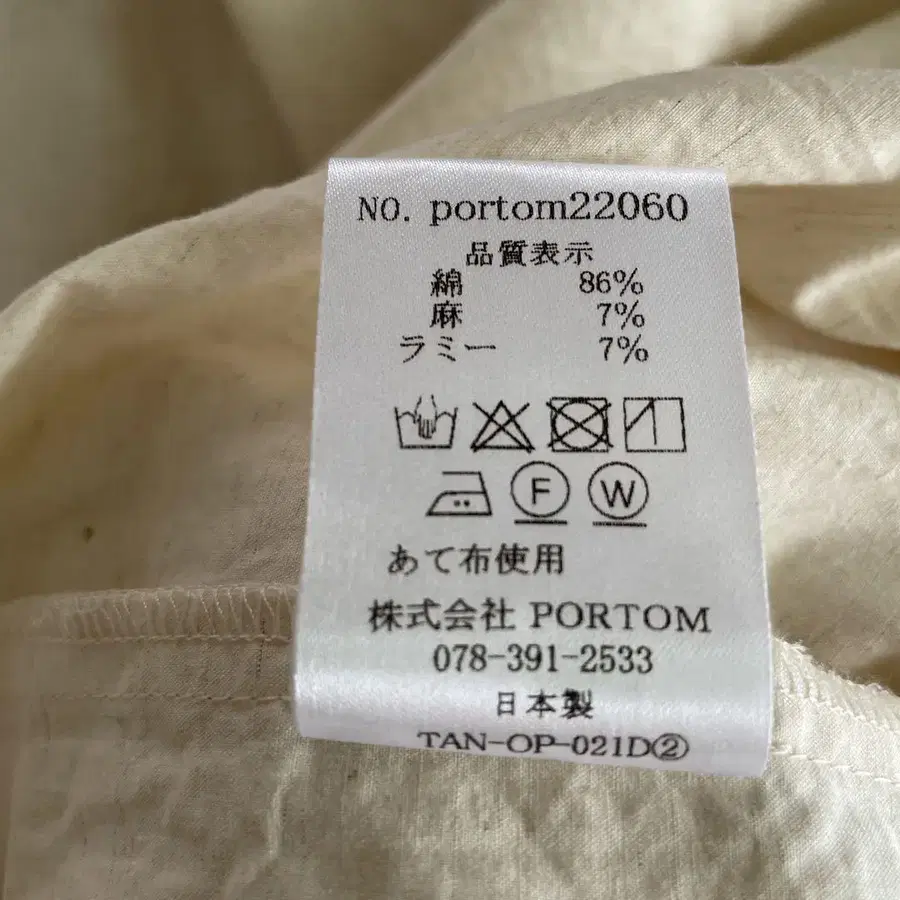 NO. portom22060
品質表示
綿 86%
麻 7%
ラミー 7%
F W
あて布使用
株式会社 PORTOM
078-391-2533
日本製
TAN-OP-021D②